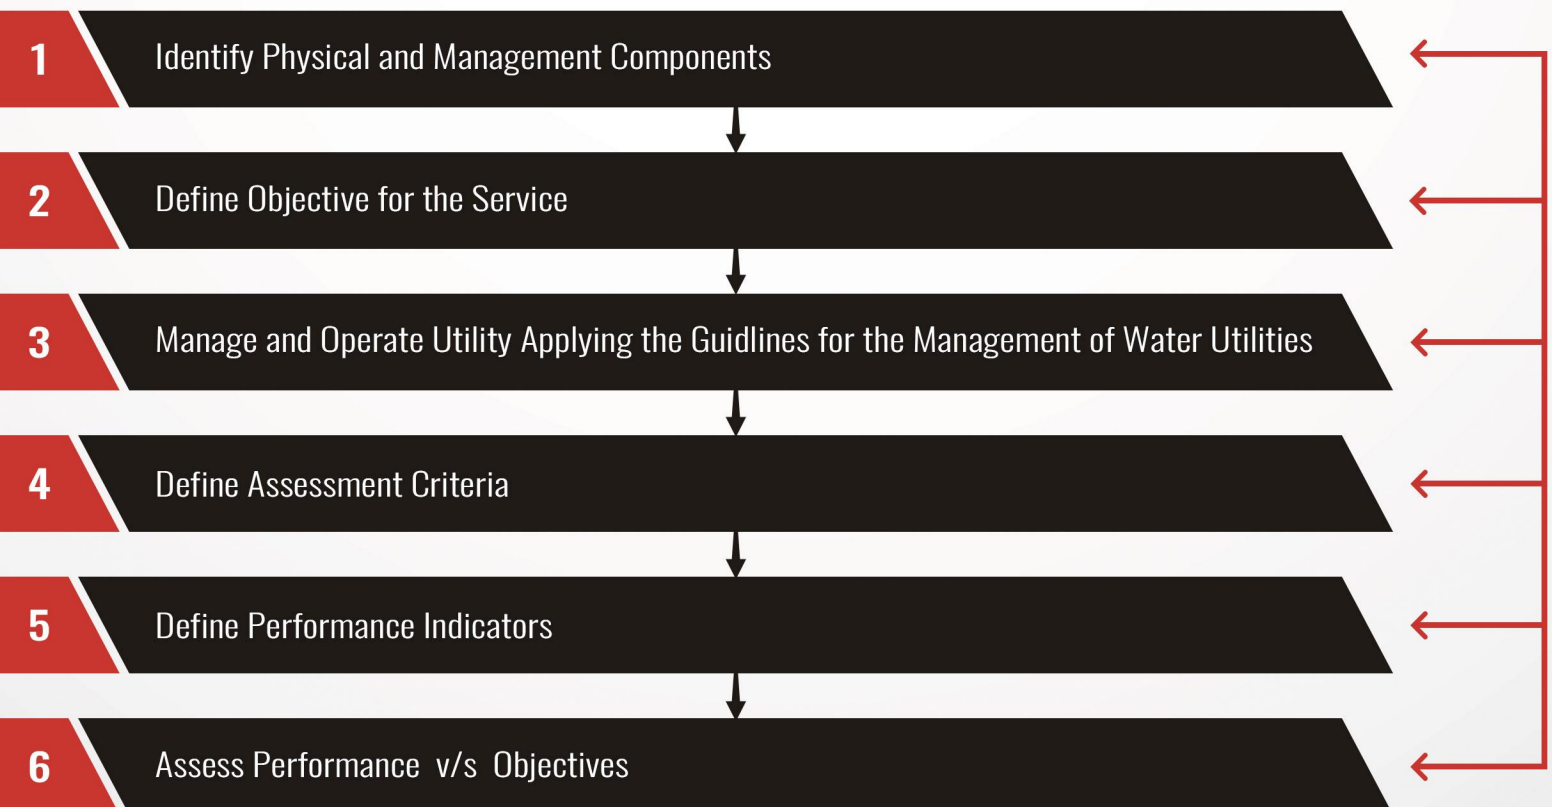 1 Identify Physical and Management Components
2 Define Objective for the Service
3 Manage and Operate Utility Applying the Guidlines for the Management of Water Utilities
4 Define Assessment Criteria
5 Define Performance Indicators
6 Assess Performance v/s Objectives